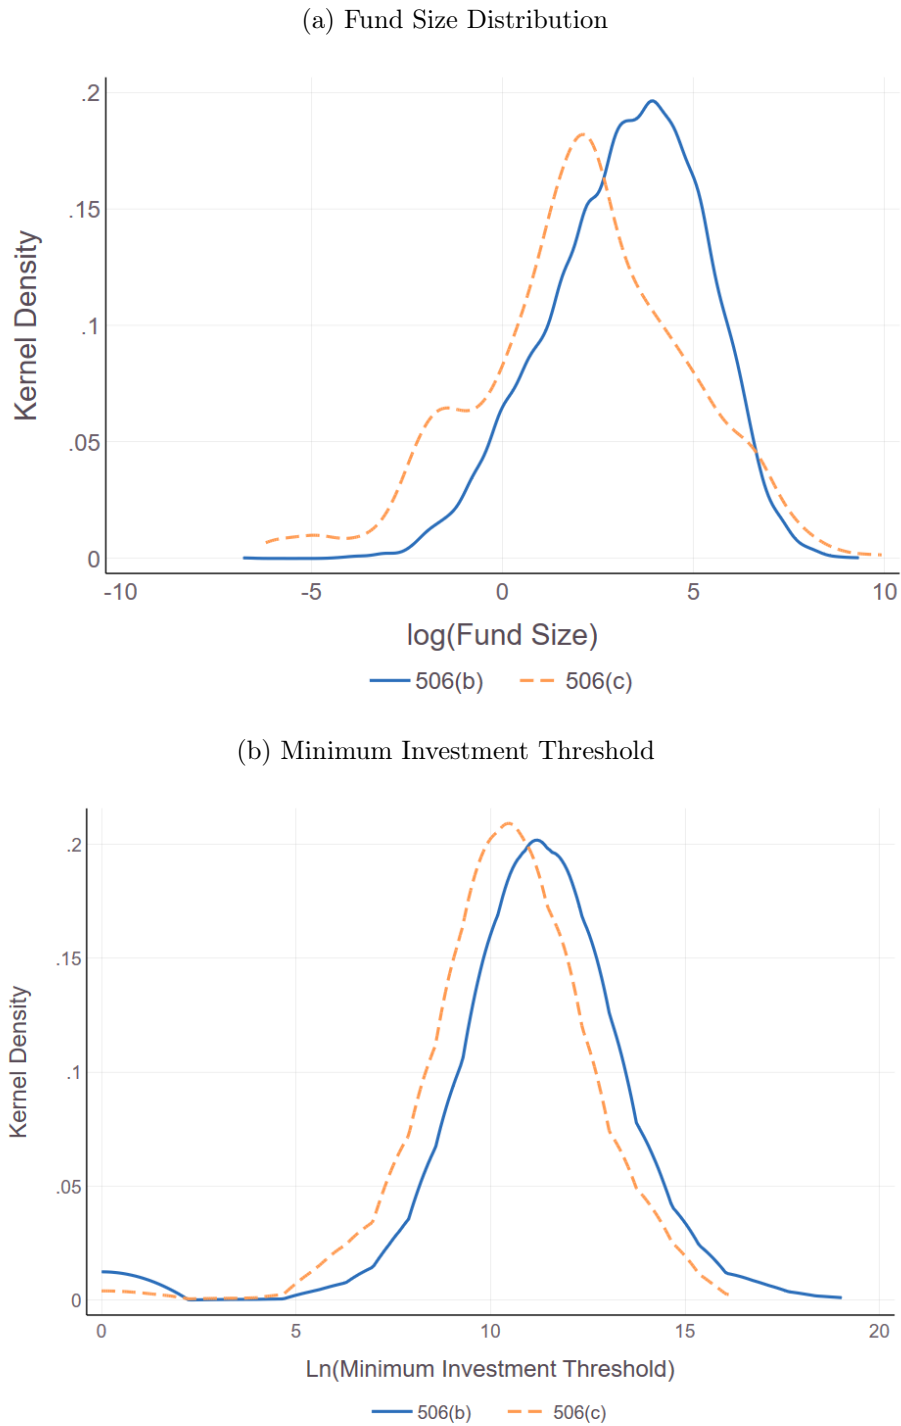 (a) Fund Size Distribution
.2
.15
.1
.05
0
Kernel Density
-10 -5 0 5 10
log(Fund Size)
506(b) 506(c)
(b) Minimum Investment Threshold
.2
.15
.1
.05
0
Kernel Density
0 5 10 15 20
Ln(Minimum Investment Threshold)
506(b) 506(c)